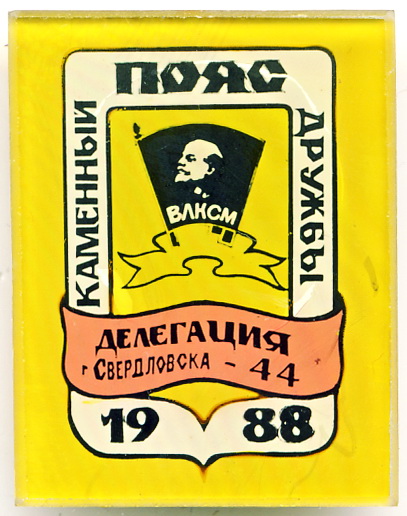 КАМЕННЫЙ
ПОЯС
ДРУЖБЫ
ВЛКСМ
ДЕЛЕГАЦИЯ
г СВЕРДЛОВСКА - 44 г
19 88